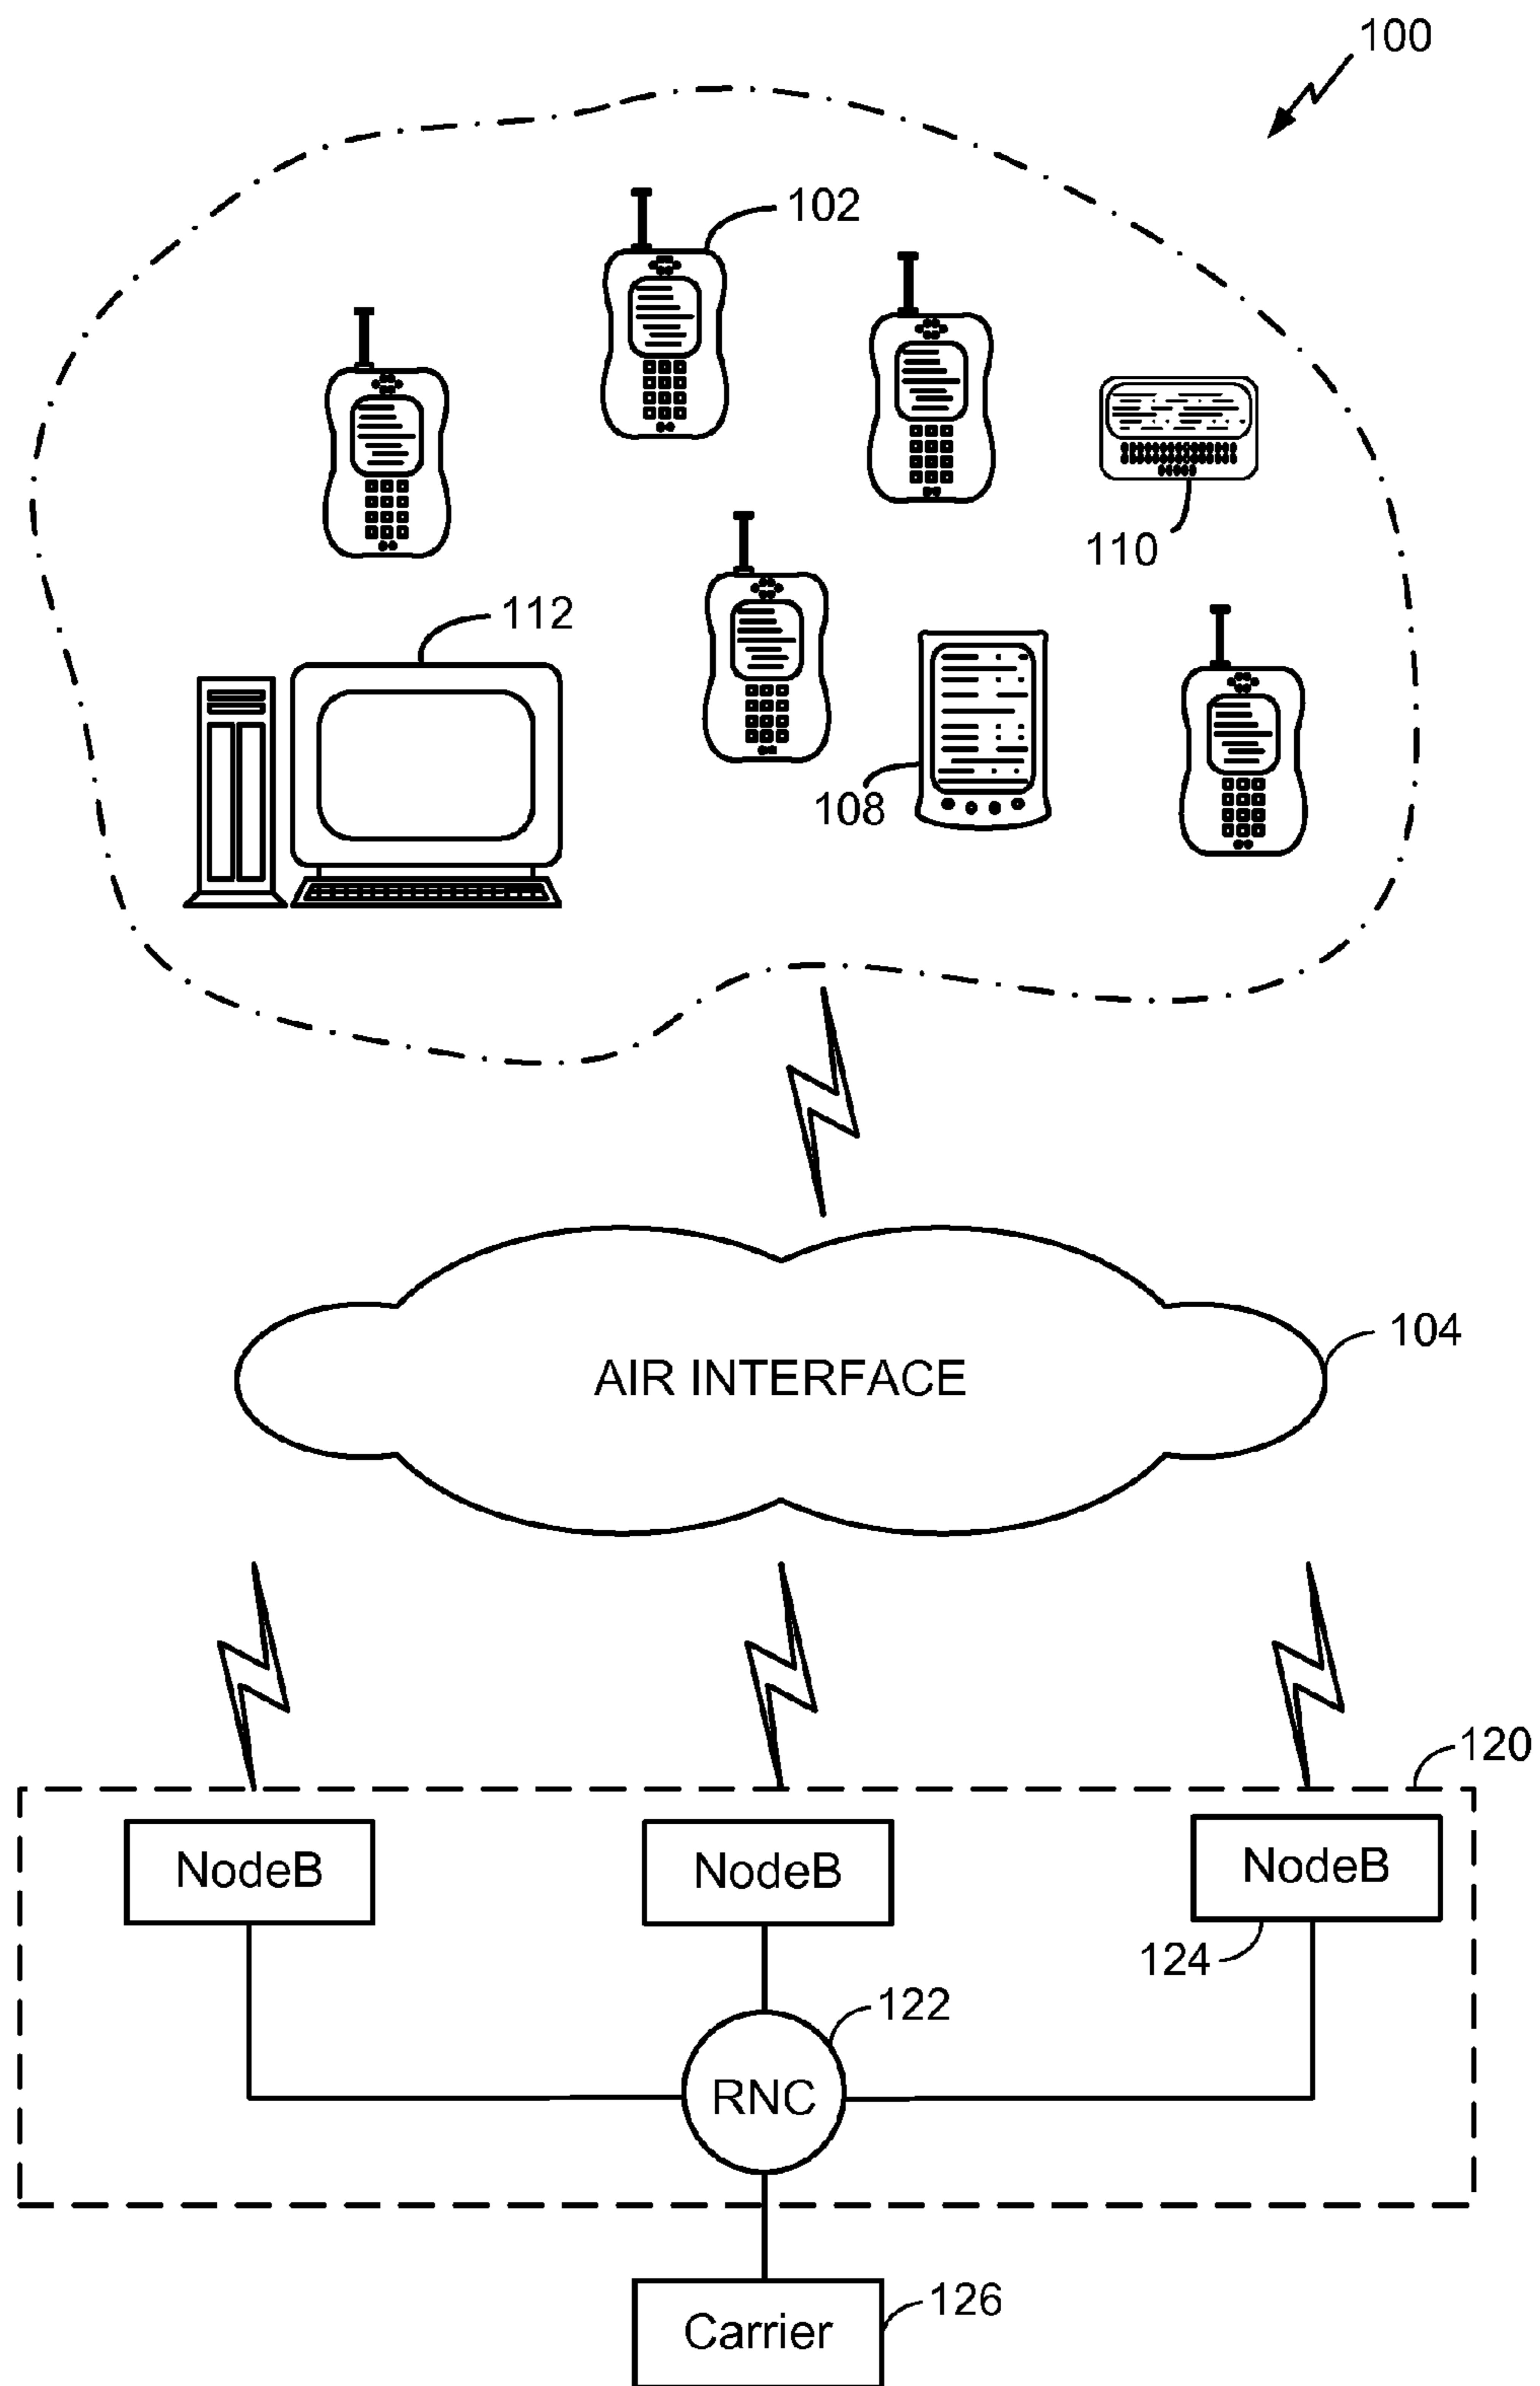 100
102
110
112
108
AIR INTERFACE
104
120
NodeB
NodeB
NodeB
124
122
RNC
126
Carrier